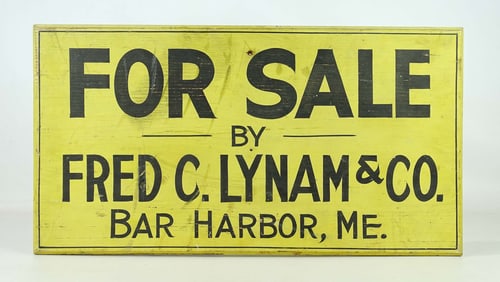 FOR SALE
BY
FRED C. LYNAM & CO.
BAR HARBOR, ME.